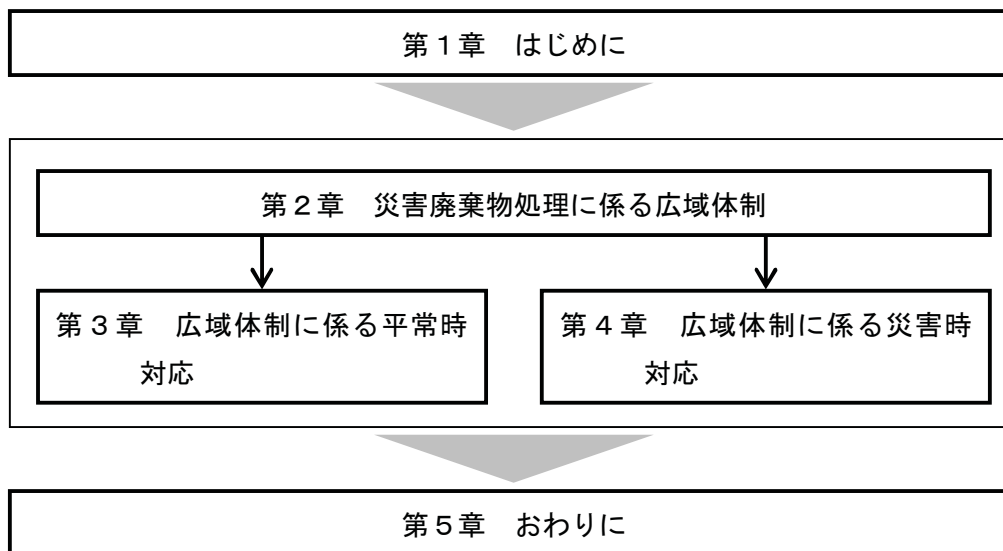 第１章　はじめに
第２章　災害廃棄物処理に係る広域体制
第３章　広域体制に係る平常時
対応
第４章　広域体制に係る災害時
対応
第５章　おわりに